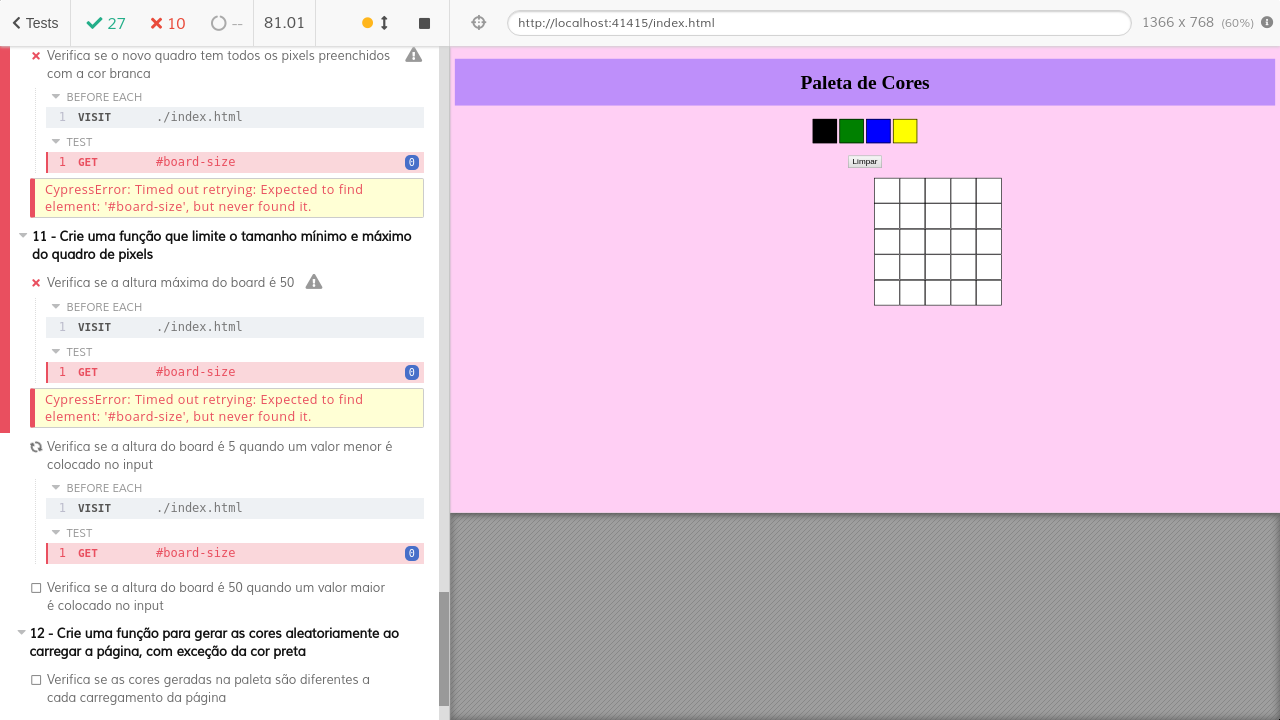 Tests 27 10 -- 81.01
http://localhost:41415/index.html 1366 x 768 (60%)
Verifica se o novo quadro tem todos os pixels preenchidos
com a cor branca
BEFORE EACH
1 VISIT ./index.html
TEST
1 GET #board-size 0
CypressError: Timed out retrying: Expected to find
element: '#board-size', but never found it.
11 - Crie uma função que limite o tamanho mínimo e máximo
do quadro de pixels
Verifica se a altura máxima do board é 50
BEFORE EACH
1 VISIT ./index.html
TEST
1 GET #board-size 0
CypressError: Timed out retrying: Expected to find
element: '#board-size', but never found it.
Verifica se a altura do board é 5 quando um valor menor é
colocado no input
BEFORE EACH
1 VISIT ./index.html
TEST
1 GET #board-size 0
Verifica se a altura do board é 50 quando um valor maior
é colocado no input
12 - Crie uma função para gerar as cores aleatoriamente ao
carregar a página, com exceção da cor preta
Verifica se as cores geradas na paleta são diferentes a
cada carregamento da página
Paleta de Cores
Limpar